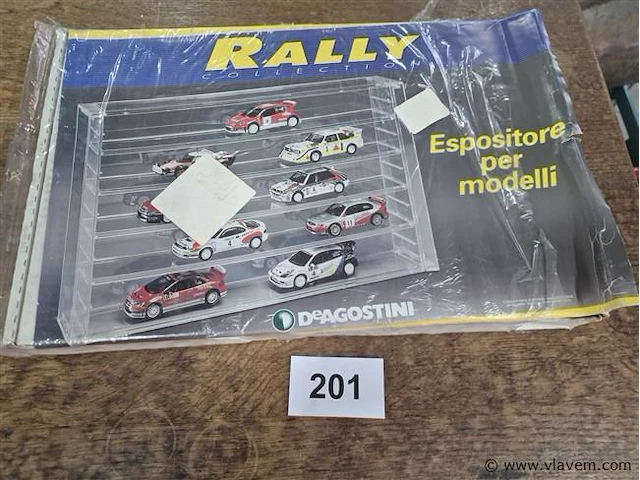 RALLY
COLLECTION
Espositore
per
modelli
DeAGOSTINI
201
© www.vlavem.com